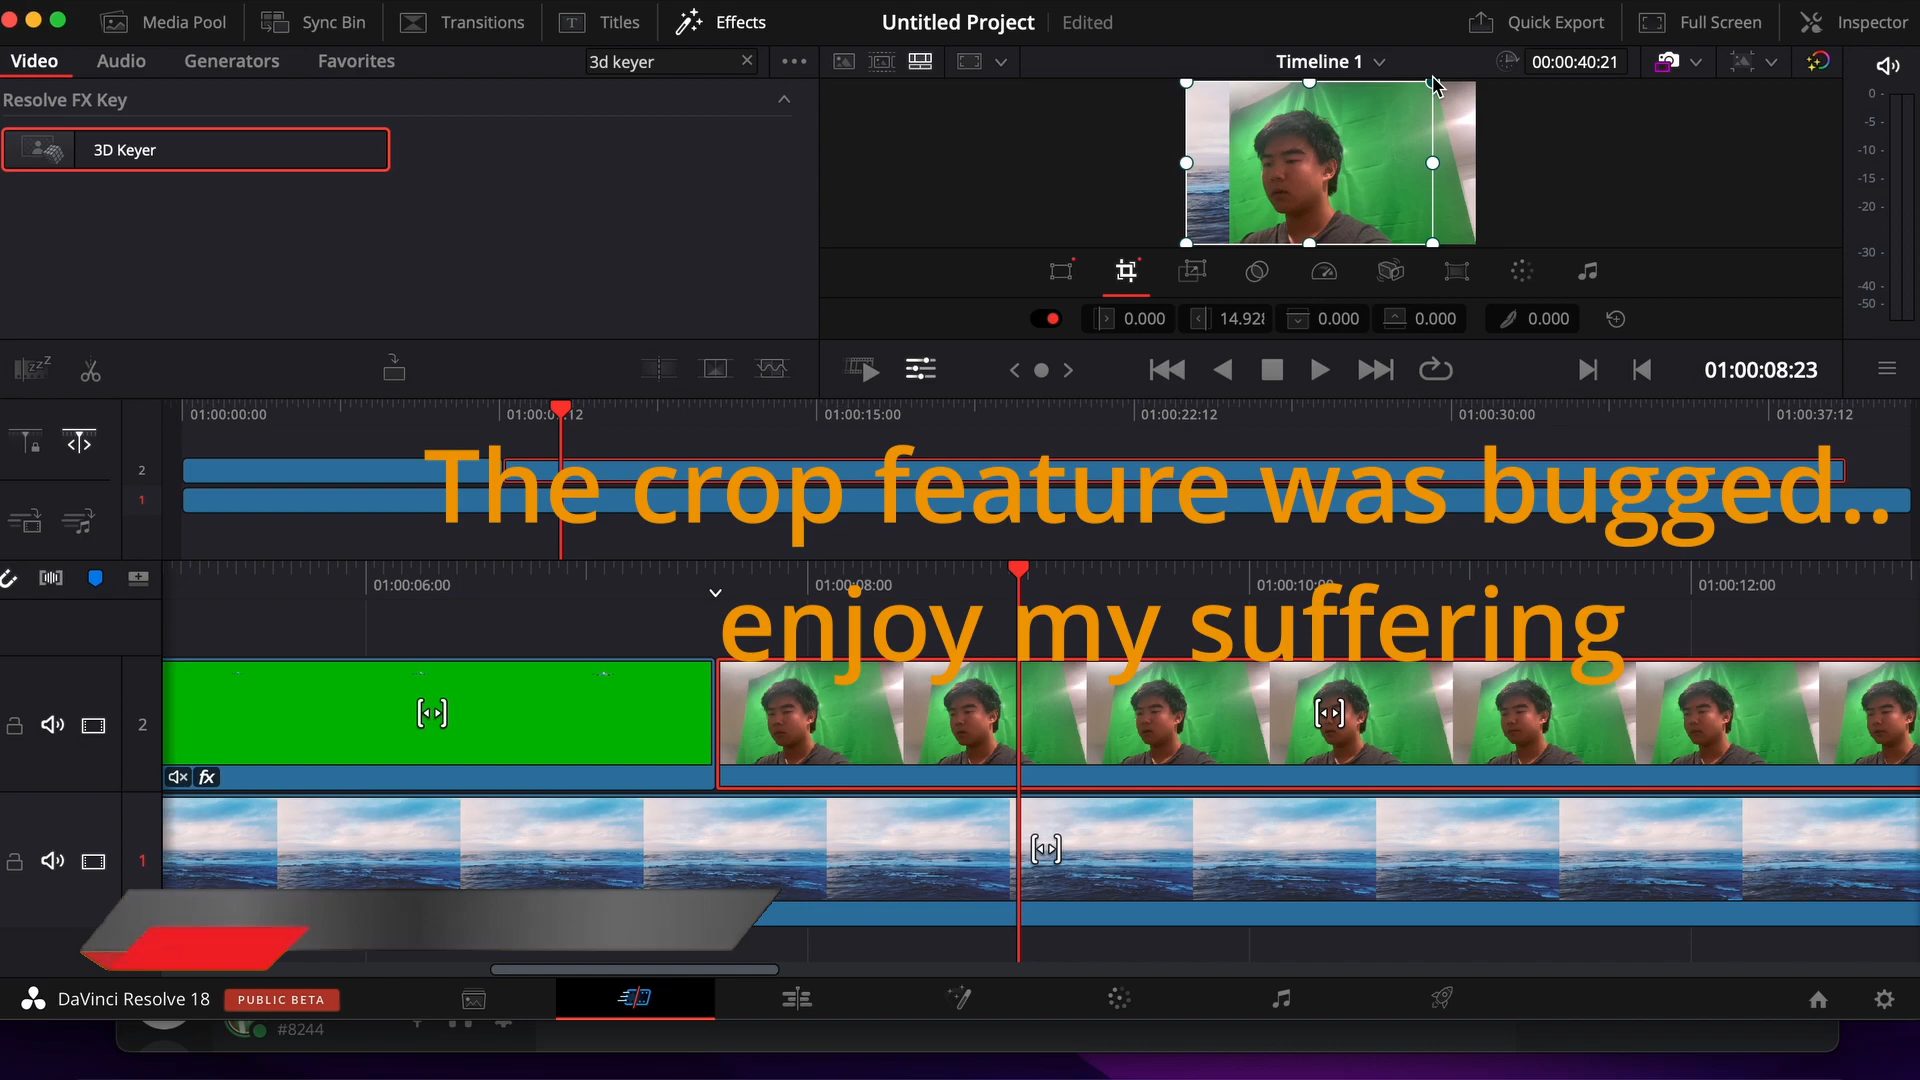 Media Pool Sync Bin Transitions Titles Effects Untitled Project Edited Quick Export Full Screen Inspector
Video Audio Generators Favorites 3d keyer Timeline 1 00:00:40:21
Resolve FX Key
3D Keyer
0
-5
-10
-15
-20
-30
-40
-50
0.000 14.928 0.000 0.000 0.000
01:00:08:23
01:00:00:00 01:00:07:12 01:00:15:00 01:00:22:12 01:00:30:00 01:00:37:12
2
1
The crop feature was bugged..
01:00:06:00 01:00:08:00 01:00:10:00 01:00:12:00
enjoy my suffering
2
fx
1
DaVinci Resolve 18 PUBLIC BETA
#8244